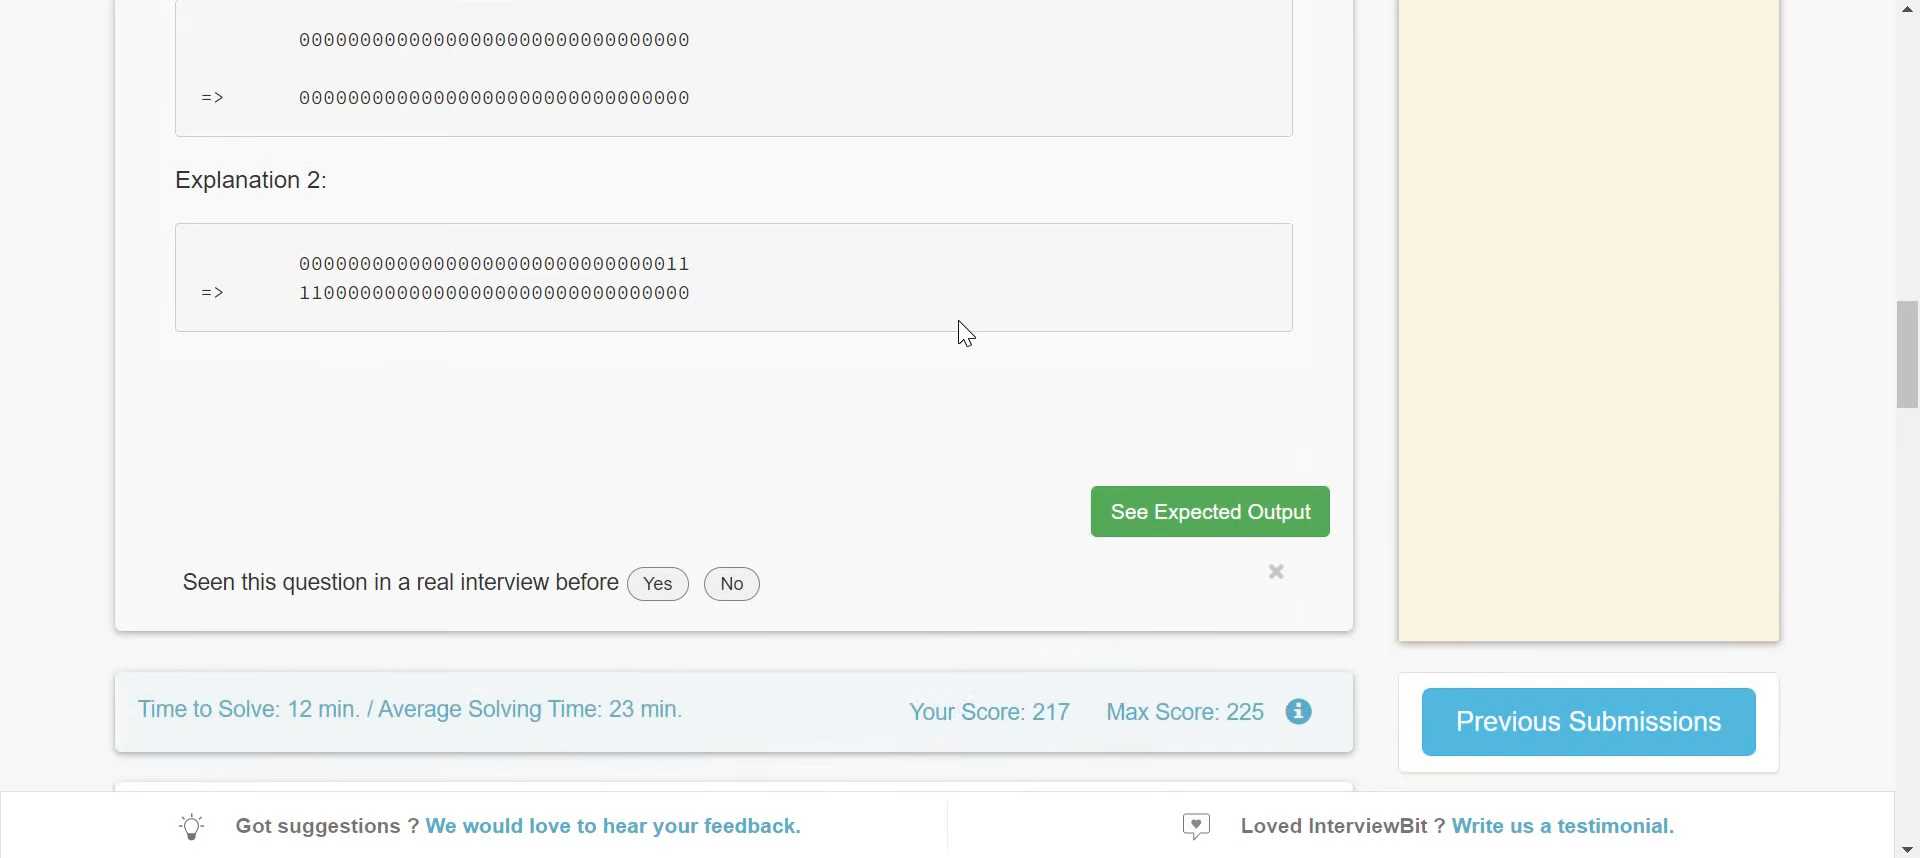 00000000000000000000000000000000
=> 00000000000000000000000000000000
Explanation 2:
00000000000000000000000000000011
=> 11000000000000000000000000000000
See Expected Output
Seen this question in a real interview before Yes No
Time to Solve: 12 min. / Average Solving Time: 23 min. Your Score: 217 Max Score: 225
Previous Submissions
Got suggestions ? We would love to hear your feedback. Loved InterviewBit ? Write us a testimonial.